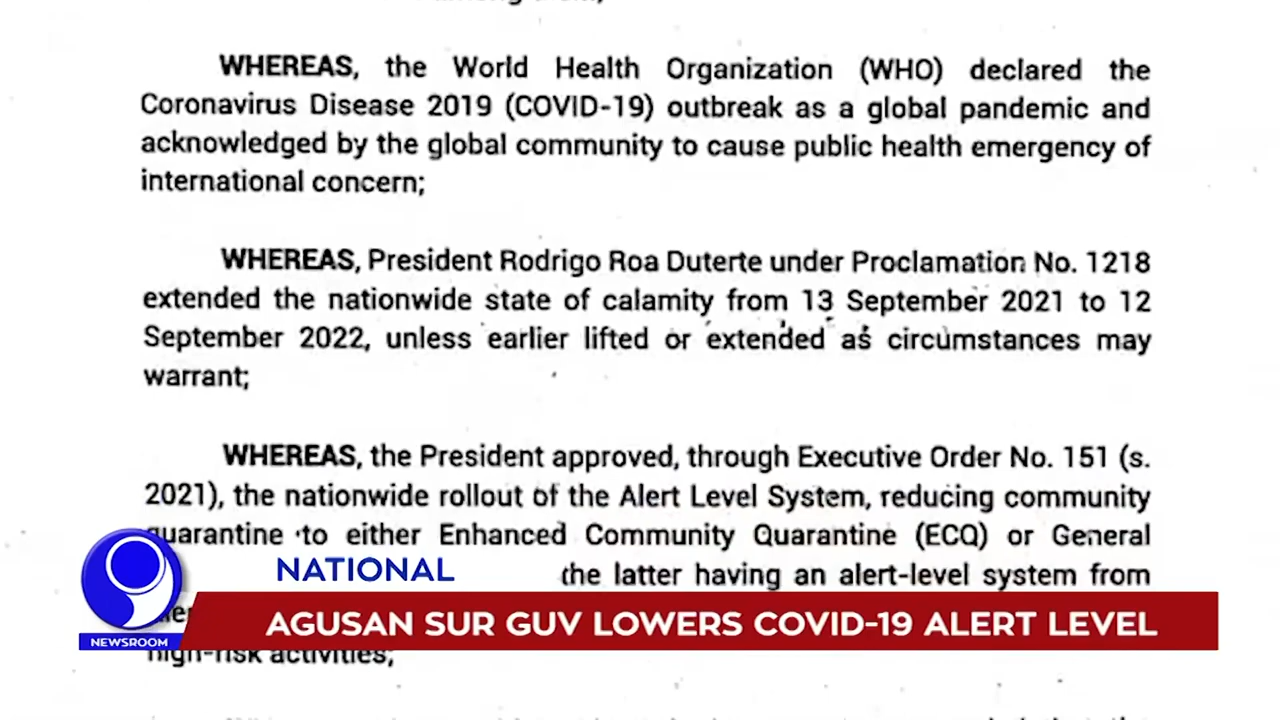 WHEREAS, the World Health Organization (WHO) declared the
Coronavirus Disease 2019 (COVID-19) outbreak as a global pandemic and
acknowledged by the global community to cause public health emergency of
international concern;
WHEREAS, President Rodrigo Roa Duterte under Proclamation No. 1218
extended the nationwide state of calamity from 13 September 2021 to 12
September 2022, unless earlier lifted or extended as circumstances may
warrant;
WHEREAS, the President approved, through Executive Order No. 151 (s.
2021), the nationwide rollout of the Alert Level System, reducing community
quarantine to either Enhanced Community Quarantine (ECQ) or General
the latter having an alert-level system from
high-risk activities;
NATIONAL
AGUSAN SUR GUV LOWERS COVID-19 ALERT LEVEL
NEWSROOM